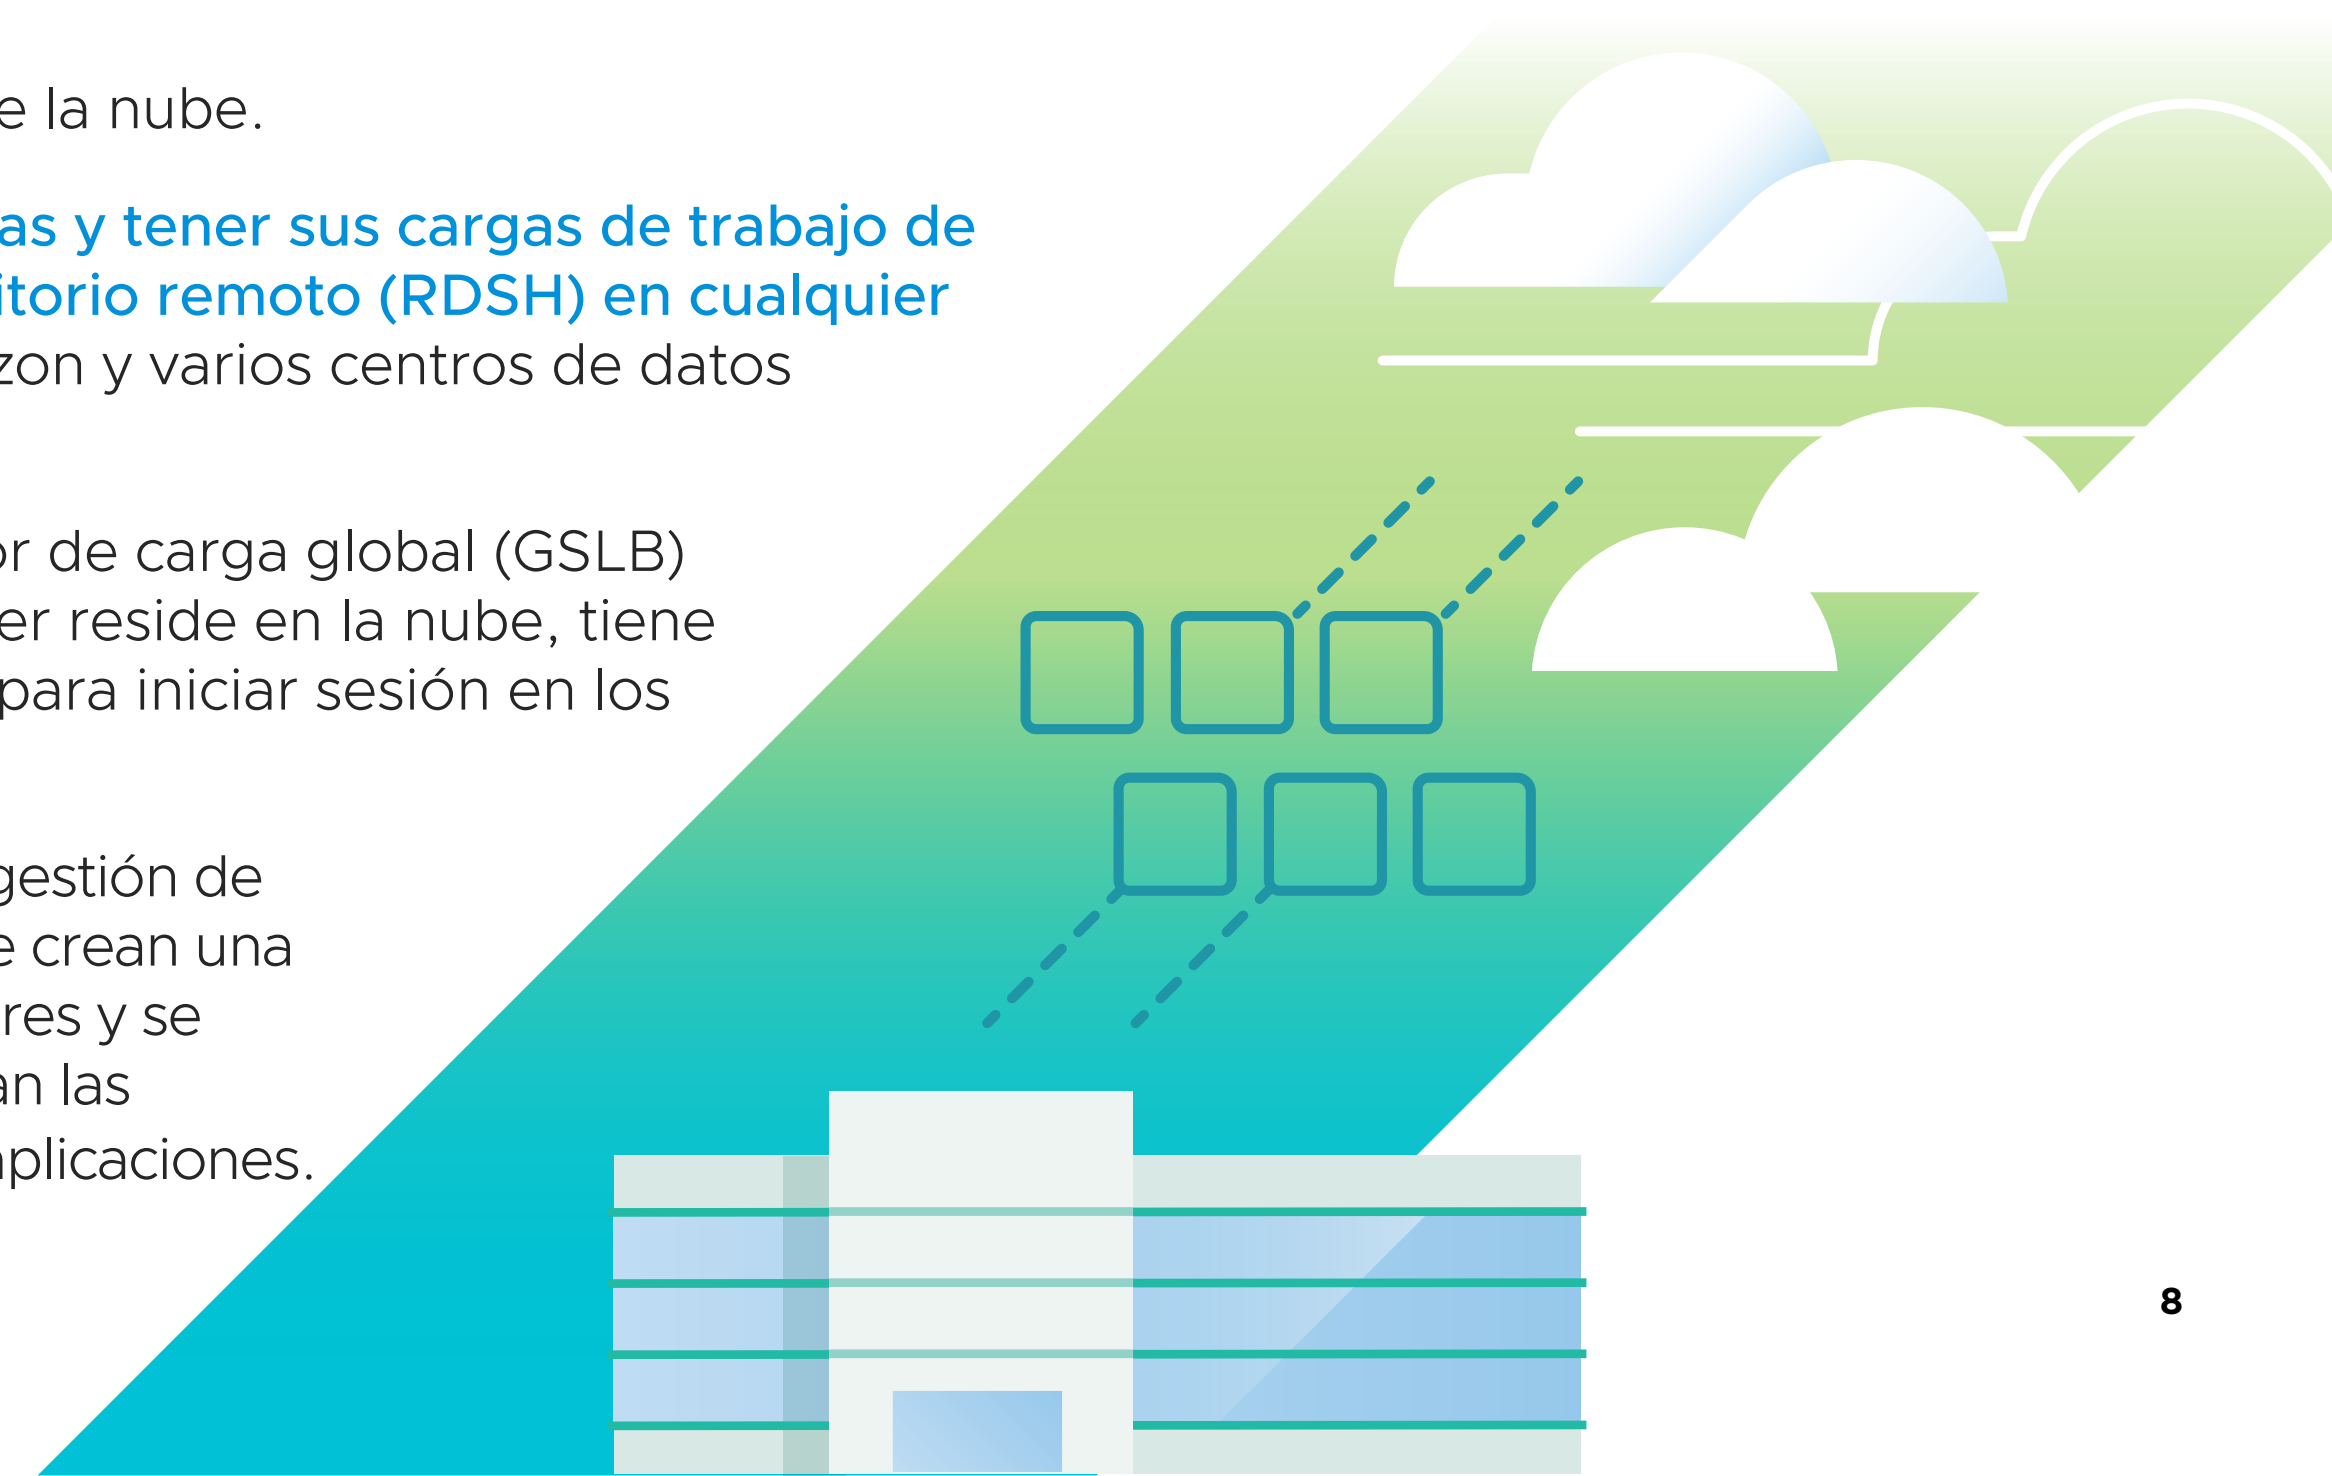 e la nube.
as y tener sus cargas de trabajo de
itorio remoto (RDSH) en cualquier
zon y varios centros de datos
or de carga global (GSLB)
er reside en la nube, tiene
para iniciar sesión en los
gestión de
e crean una
res y se
an las
aplicaciones.
8